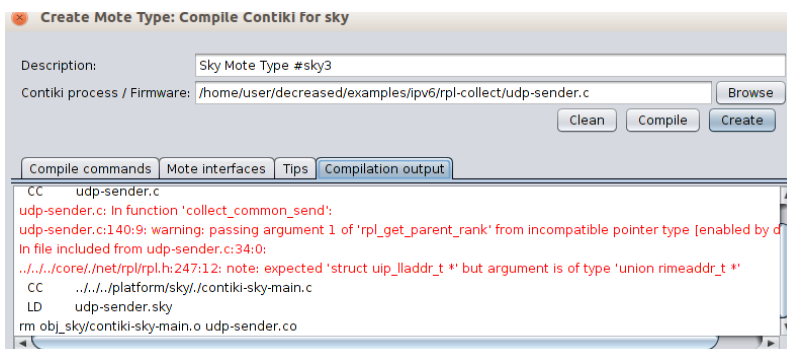 Create Mote Type: Compile Contiki for sky
Description: Sky Mote Type #sky3
Contiki process / Firmware: /home/user/decreased/examples/ipv6/rpl-collect/udp-sender.c Browse
Clean Compile Create
Compile commands Mote interfaces Tips Compilation output
CC udp-sender.c
udp-sender.c: In function 'collect_common_send':
udp-sender.c:140:9: warning: passing argument 1 of 'rpl_get_parent_rank' from incompatible pointer type [enabled by d
In file included from udp-sender.c:34:0:
../../../core/./net/rpl/rpl.h:247:12: note: expected 'struct uip_lladdr_t *' but argument is of type 'union rimeaddr_t *'
CC ../../../platform/sky/./contiki-sky-main.c
LD udp-sender.sky
rm obj_sky/contiki-sky-main.o udp-sender.co